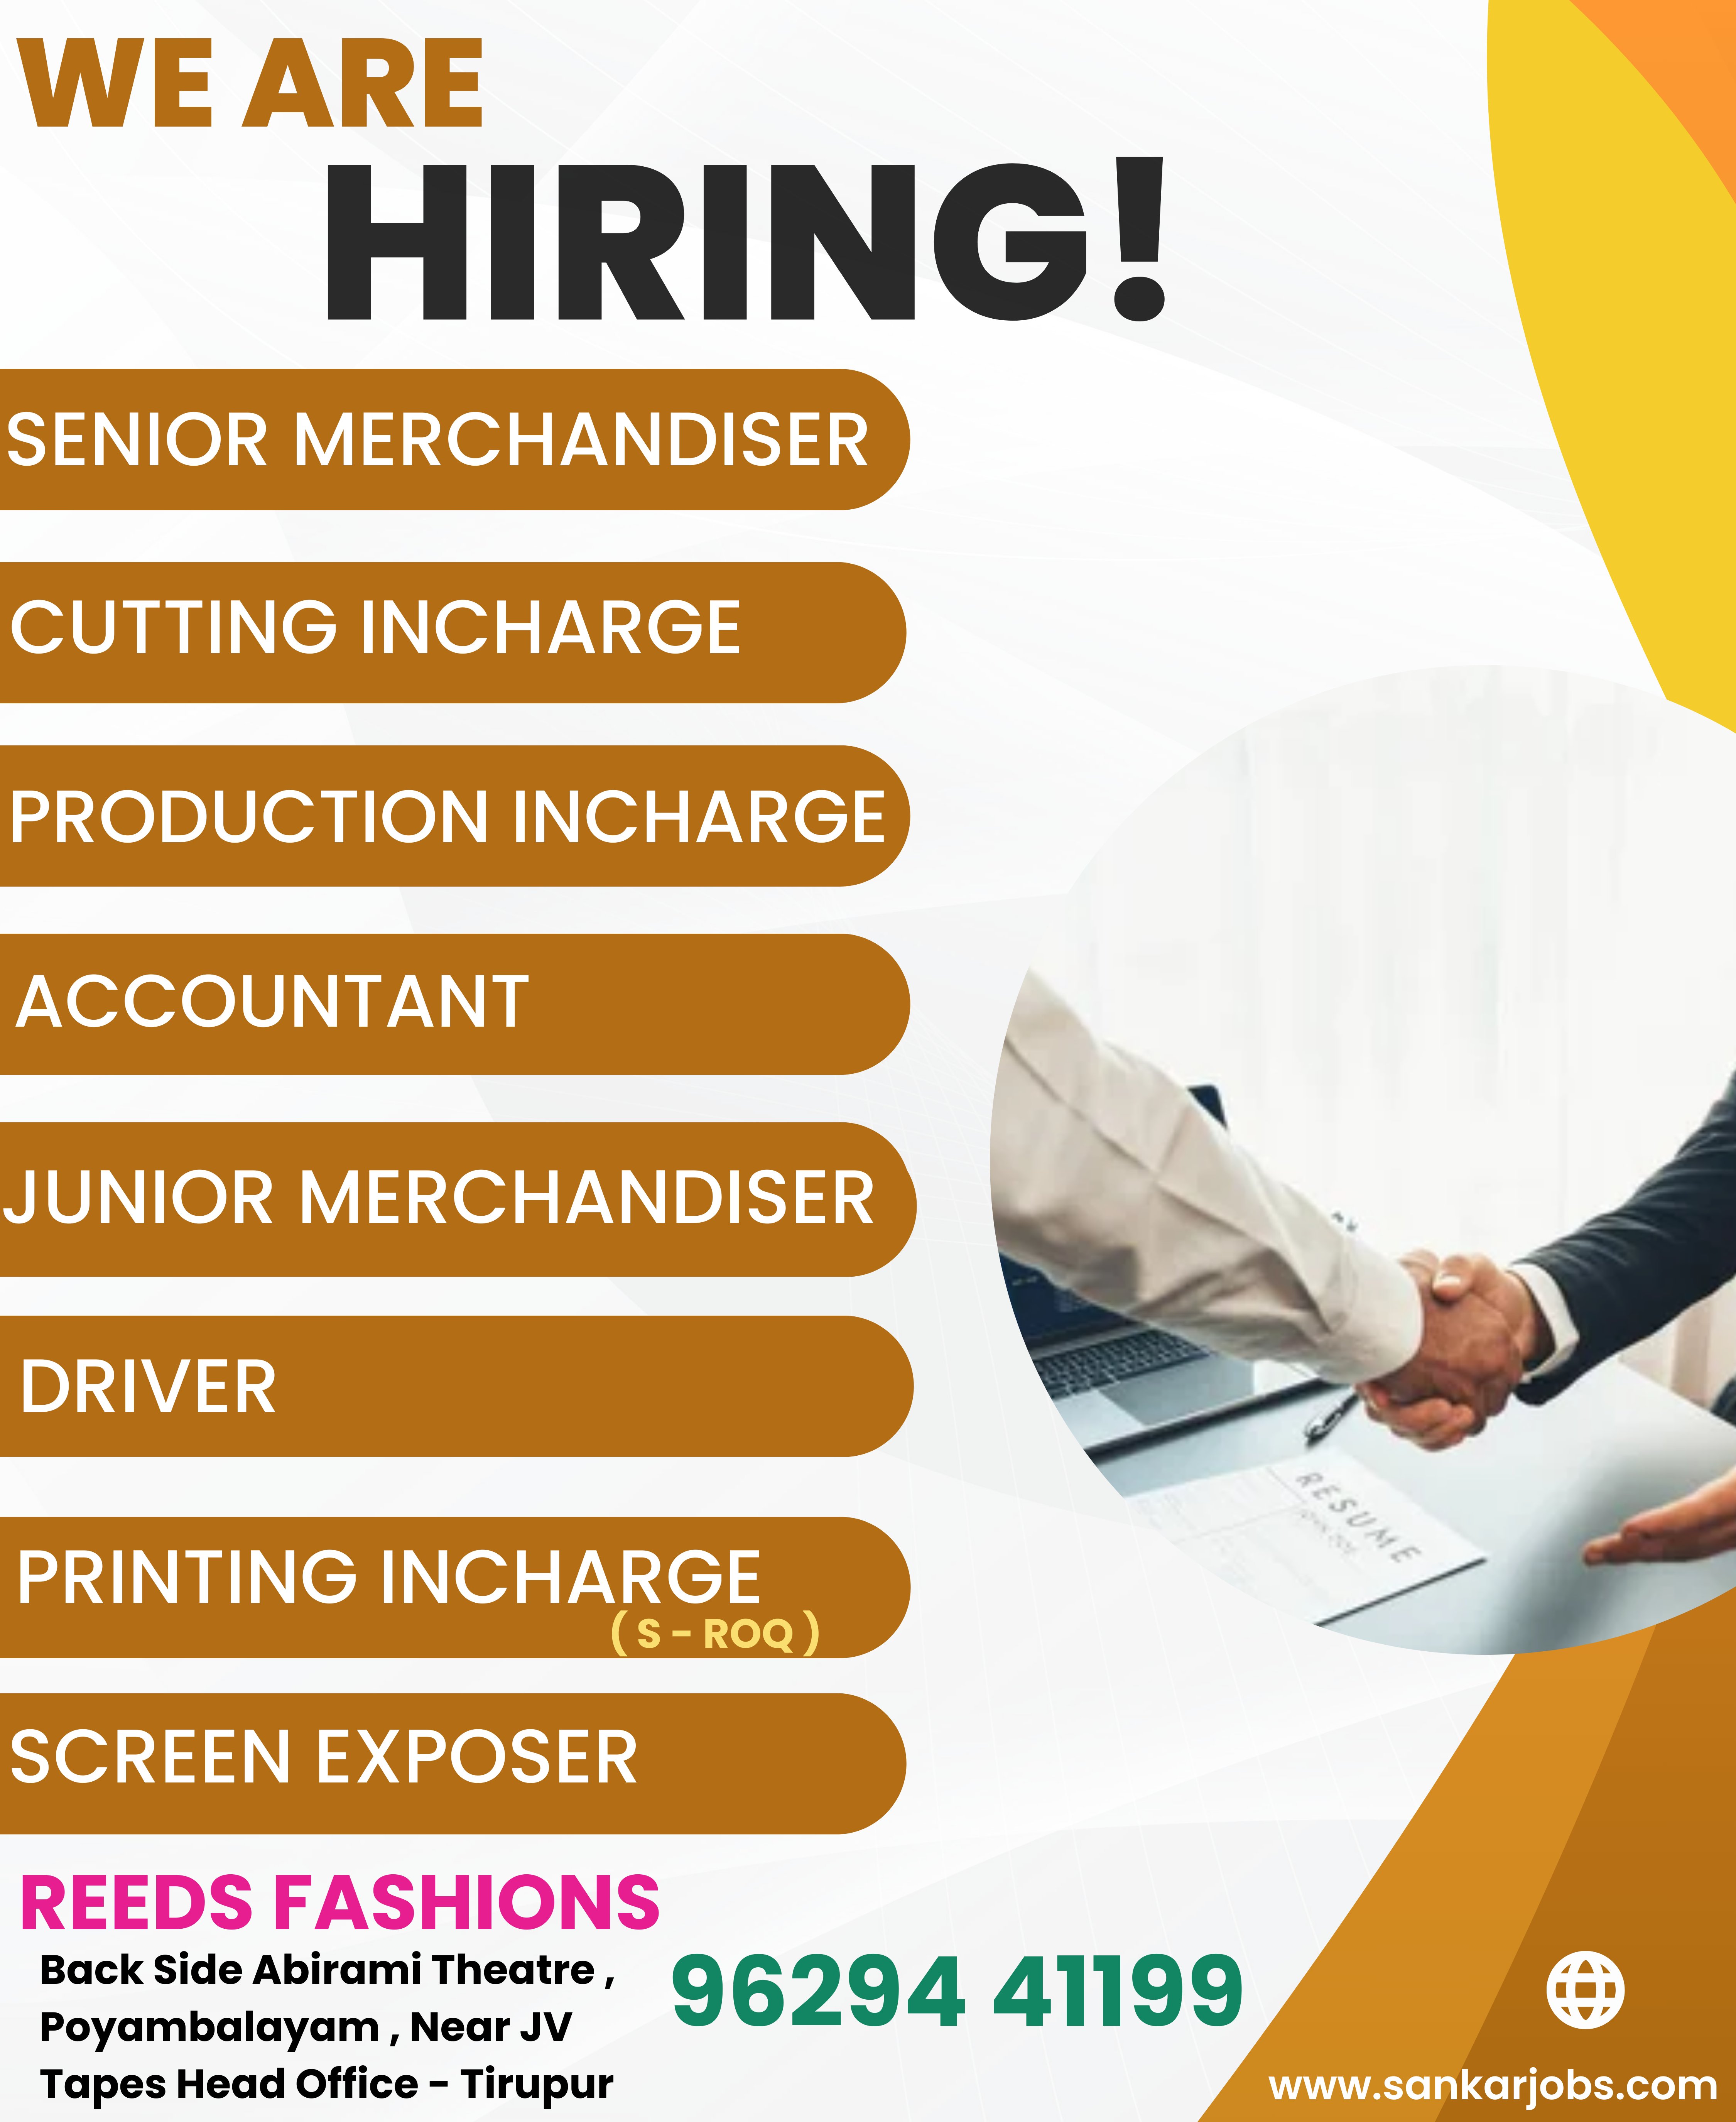 WE ARE
HIRING!
SENIOR MERCHANDISER
CUTTING INCHARGE
PRODUCTION INCHARGE
ACCOUNTANT
JUNIOR MERCHANDISER
DRIVER
PRINTING INCHARGE
( S - ROQ )
SCREEN EXPOSER
RESUME
REEDS FASHIONS
Back Side Abirami Theatre ,
Poyambalayam , Near JV
Tapes Head Office - Tirupur
96294 41199
www.sankarjobs.com